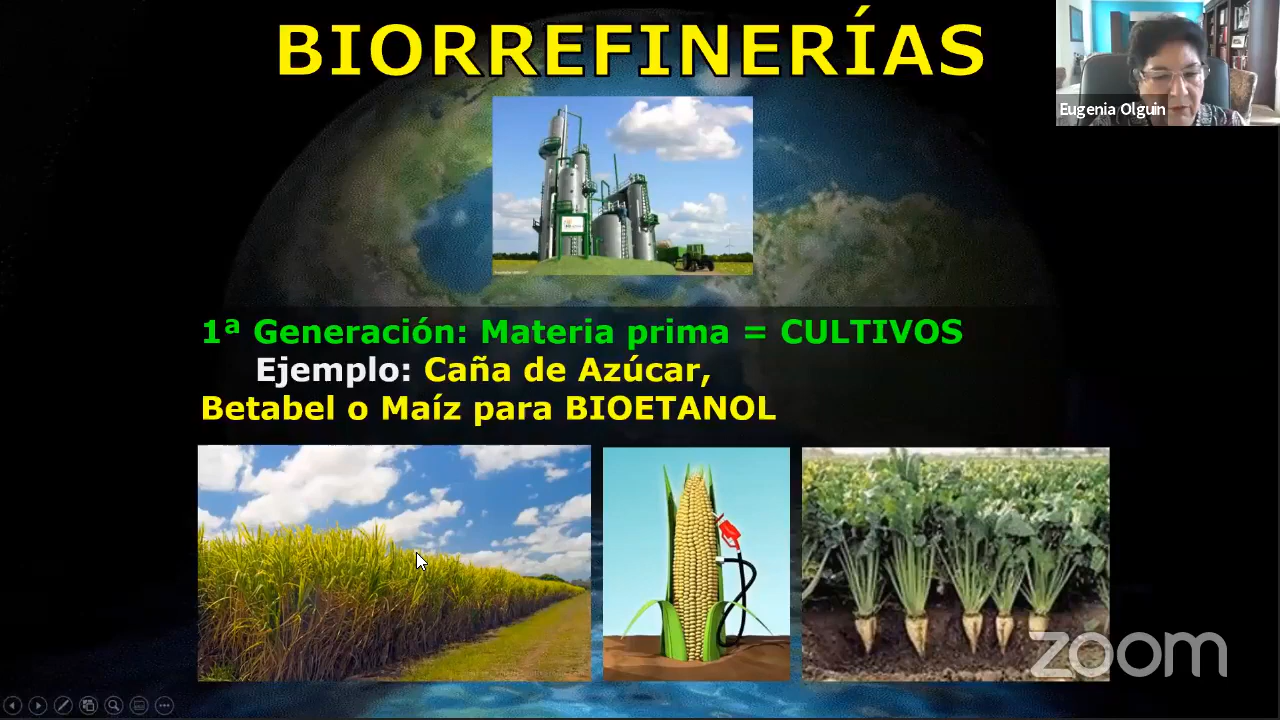 BIORREFINERÍAS
Eugenia Olguin
1ª Generación: Materia prima = CULTIVOS
Ejemplo: Caña de Azúcar,
Betabel o Maíz para BIOETANOL
zoom